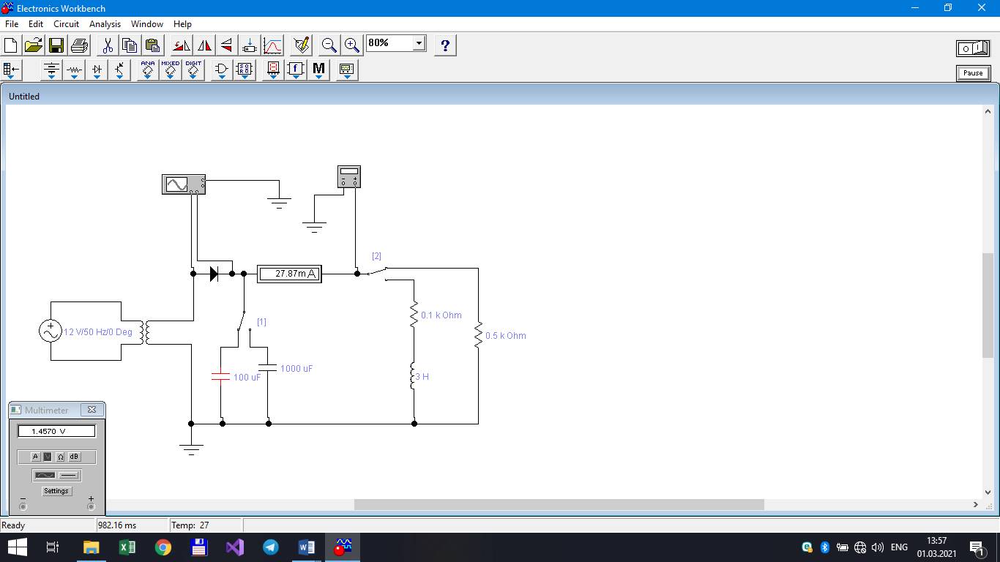 Electronics Workbench
File Edit Circuit Analysis Window Help
80% ?
O I
ANA MIXED DIGIT
f M
Pause
Untitled
[2]
27.87m A
[1]
0.1 k Ohm
12 V/50 Hz/0 Deg
0.5 k Ohm
1000 uF
100 uF
3 H
Multimeter
1.4570 V
A V Ω dB
Settings
− +
Ready 982.16 ms Temp: 27
ENG
13:57
01.03.2021
1